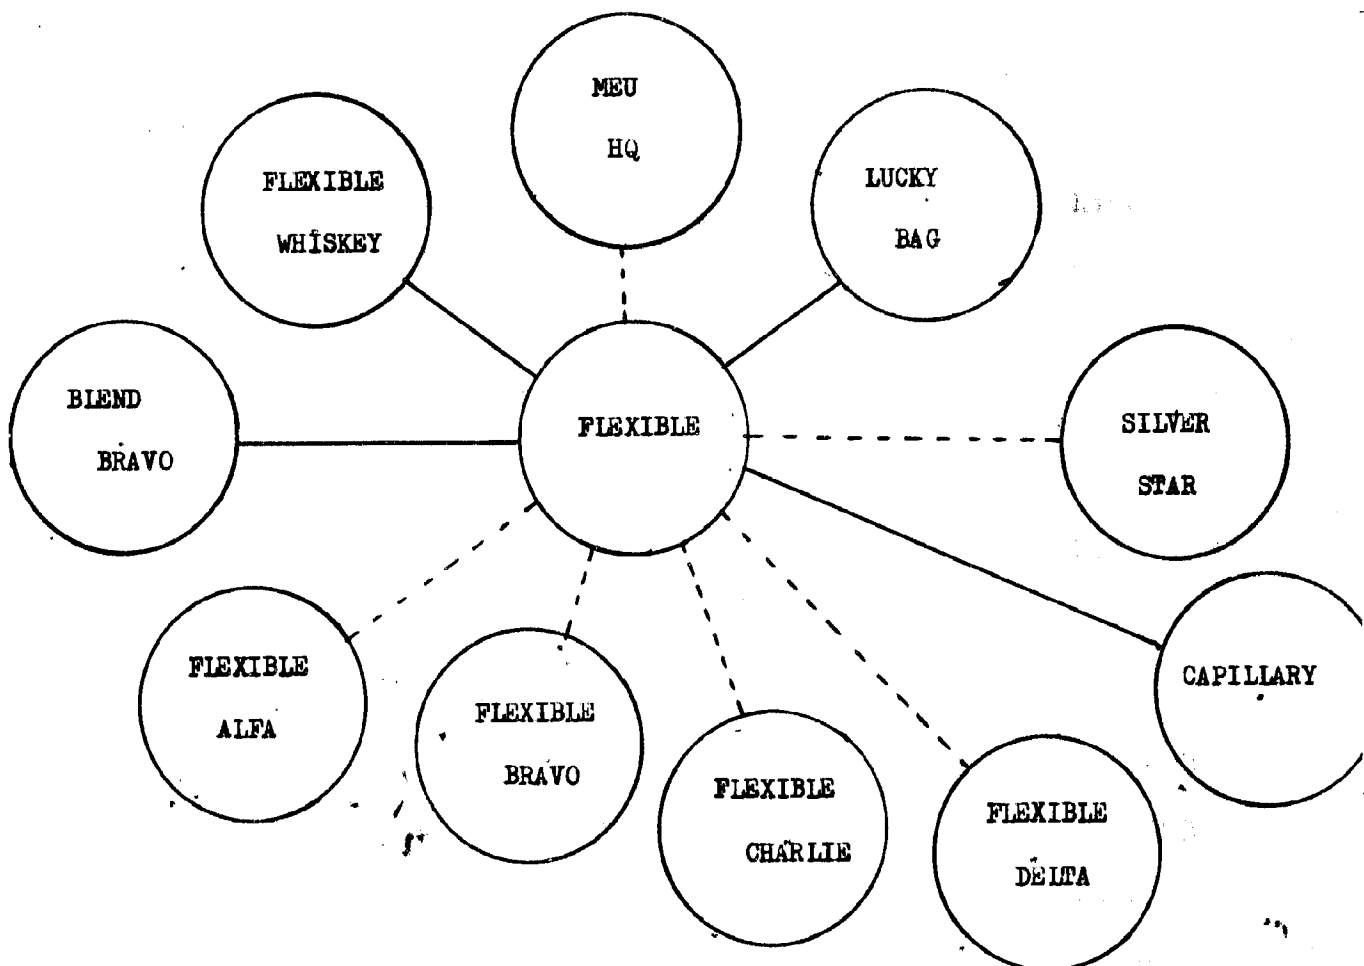 MEU
HQ
FLEXIBLE
WHISKEY
LUCKY
BAG
BLEND
BRAVO
FLEXIBLE
SILVER
STAR
FLEXIBLE
ALFA
FLEXIBLE
BRAVO
FLEXIBLE
CHARLIE
FLEXIBLE
DELTA
CAPILLARY